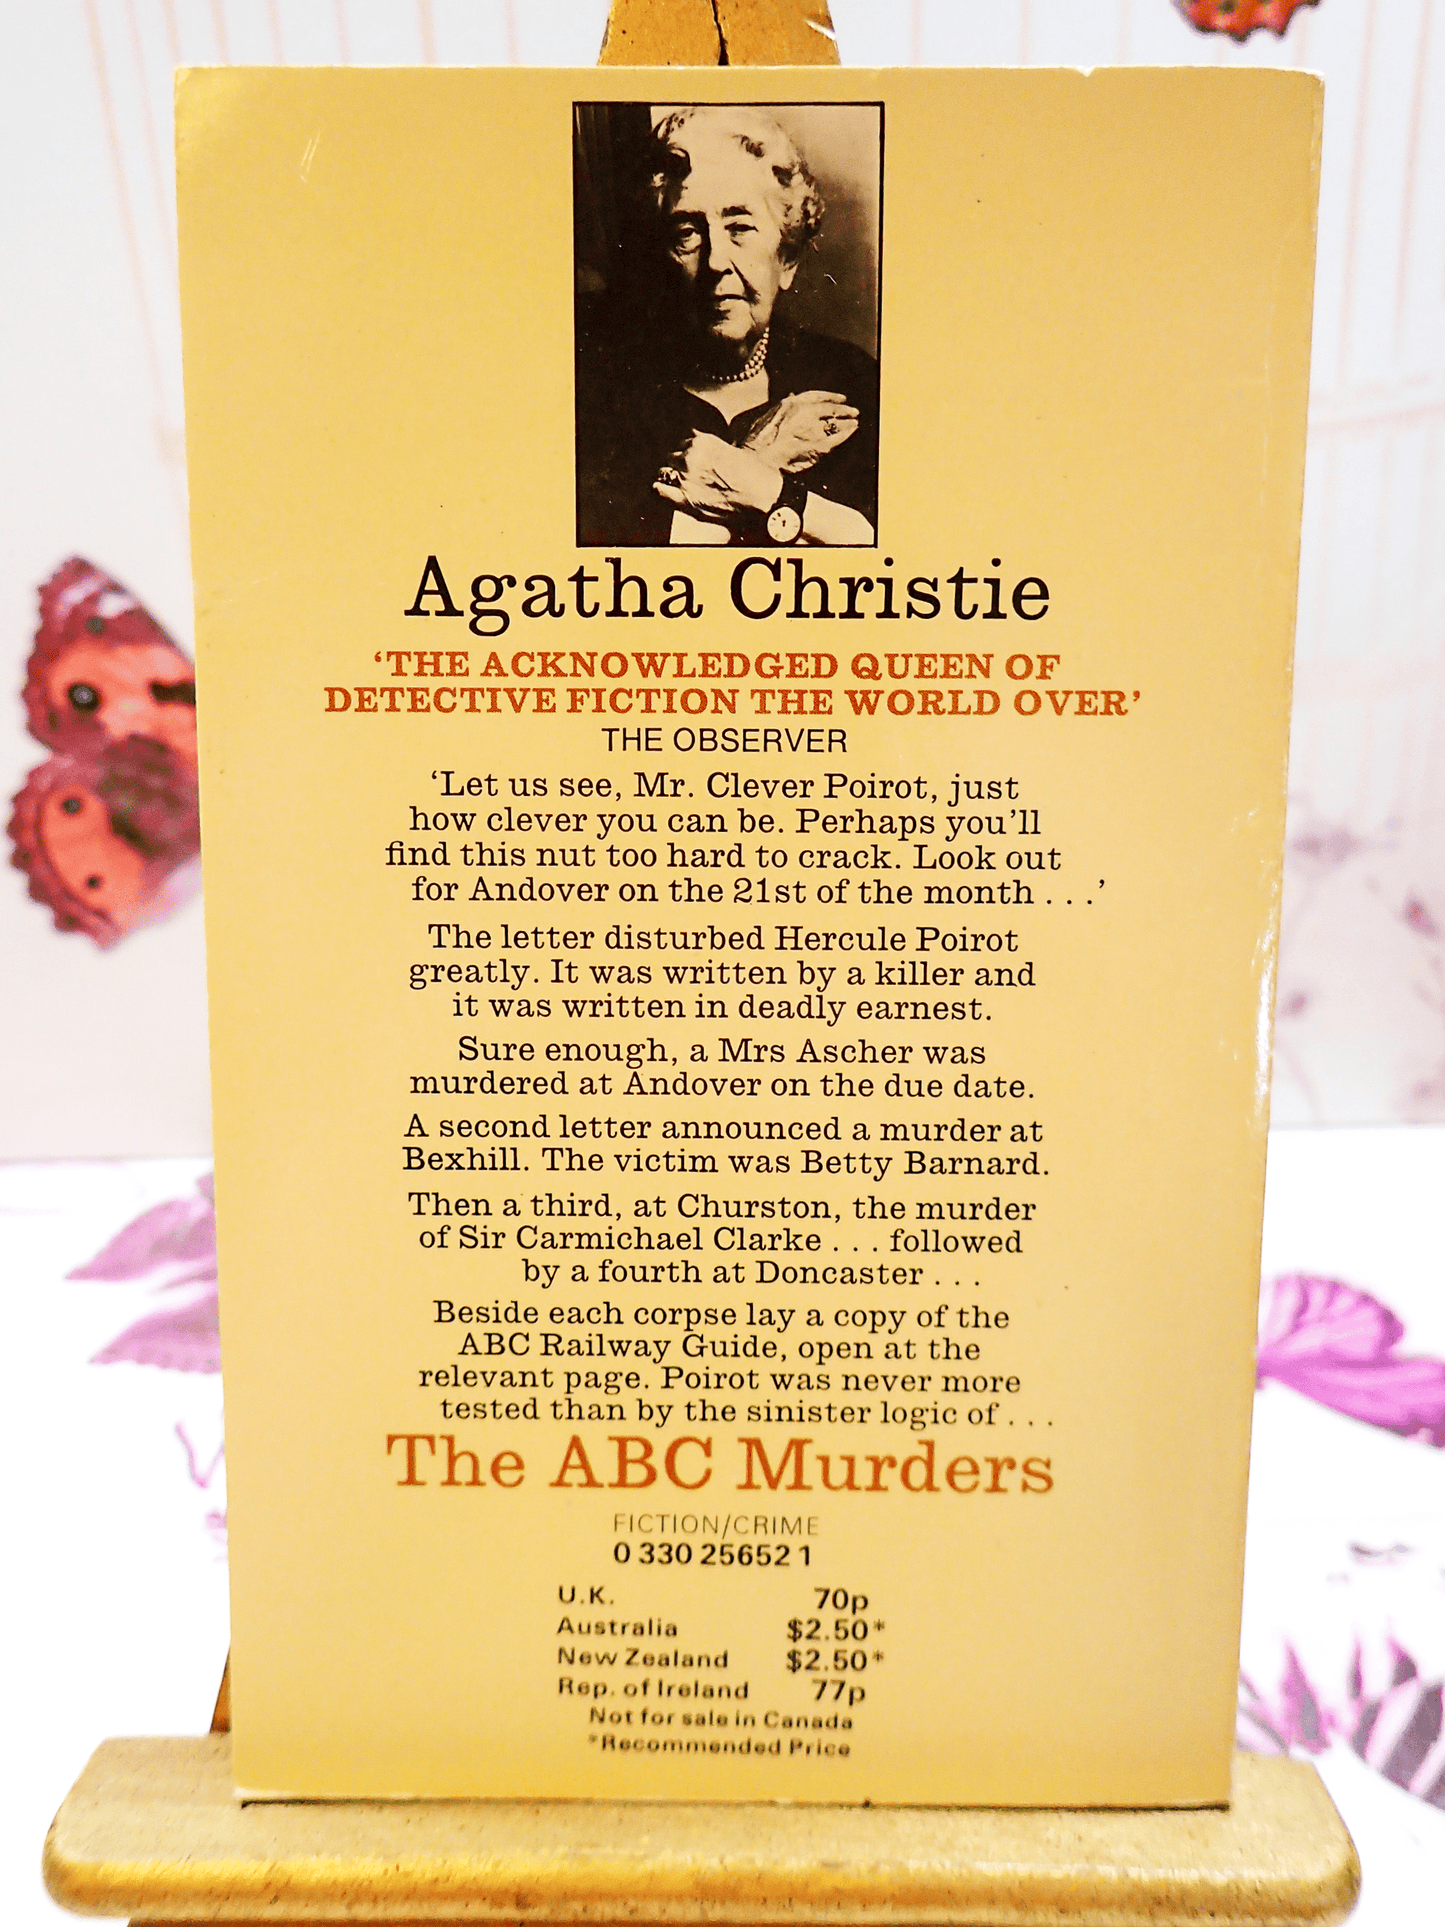 Agatha Christie
‘THE ACKNOWLEDGED QUEEN OF
DETECTIVE FICTION THE WORLD OVER’
THE OBSERVER
‘Let us see, Mr. Clever Poirot, just
how clever you can be. Perhaps you’ll
find this nut too hard to crack. Look out
for Andover on the 21st of the month . . .’
The letter disturbed Hercule Poirot
greatly. It was written by a killer and
it was written in deadly earnest.
Sure enough, a Mrs Ascher was
murdered at Andover on the due date.
A second letter announced a murder at
Bexhill. The victim was Betty Barnard.
Then a third, at Churston, the murder
of Sir Carmichael Clarke . . . followed
by a fourth at Doncaster . . .
Beside each corpse lay a copy of the
ABC Railway Guide, open at the
relevant page. Poirot was never more
tested than by the sinister logic of . . .
The ABC Murders
FICTION/CRIME
0 330 25652 1
U.K. 70p
Australia $2.50*
New Zealand $2.50*
Rep. of Ireland 77p
Not for sale in Canada
*Recommended Price